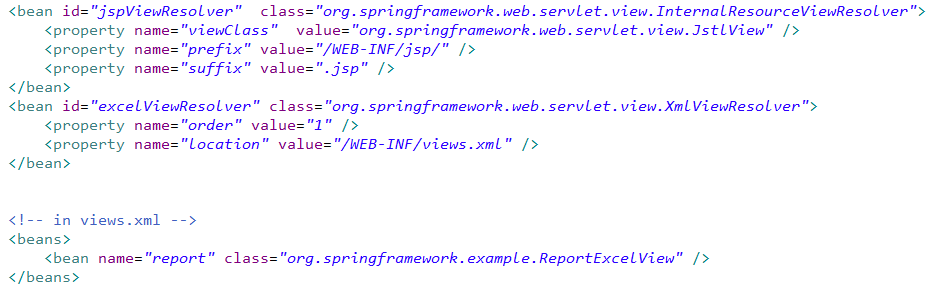 <bean id="jspViewResolver"  class="org.springframework.web.servlet.view.InternalResourceViewResolver">
    <property name="viewClass"  value="org.springframework.web.servlet.view.JstlView" />
    <property name="prefix" value="/WEB-INF/jsp/" />
    <property name="suffix" value=".jsp" />
</bean>
<bean id="excelViewResolver" class="org.springframework.web.servlet.view.XmlViewResolver">
    <property name="order" value="1" />
    <property name="location" value="/WEB-INF/views.xml" />
</bean>
<!-- in views.xml -->
<beans>
    <bean name="report" class="org.springframework.example.ReportExcelView" />
</beans>